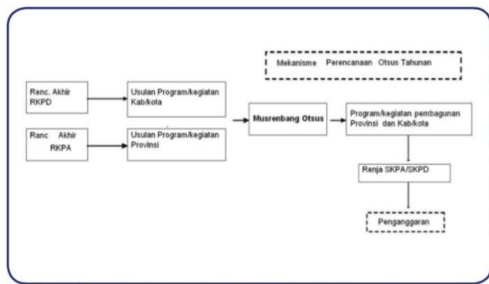 Mekanisme Perencanaan Otsus Tahunan
Renc. Akhir
RKPD
Usulan Program/kegiatan
Kab/kota
Ranc Akhir
RKPA
Usulan Program/kegiatan
Provinsi
Musrenbang Otsus
Program/kegiatan pembagunan
Provinsi dan Kab/kota
Renja SKPA/SKPD
Penganggaran